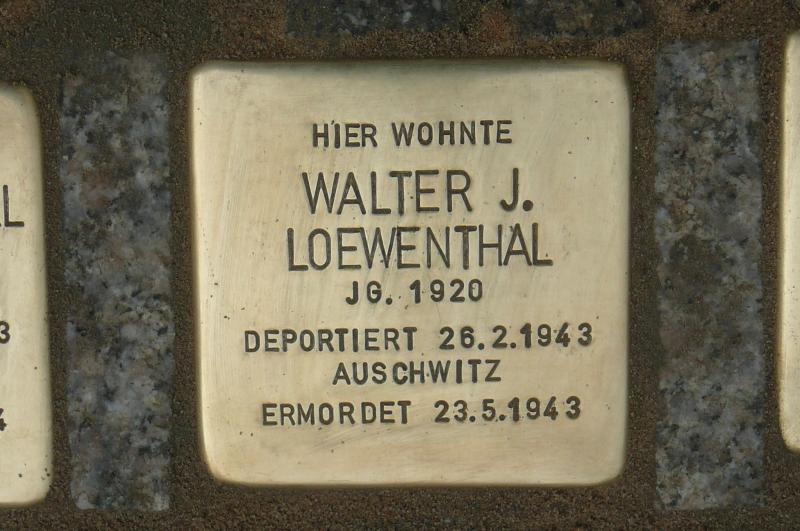 HIER WOHNTE
WALTER J.
LOEWENTHAL
JG. 1920
DEPORTIERT 26.2.1943
AUSCHWITZ
ERMORDET 23.5.1943